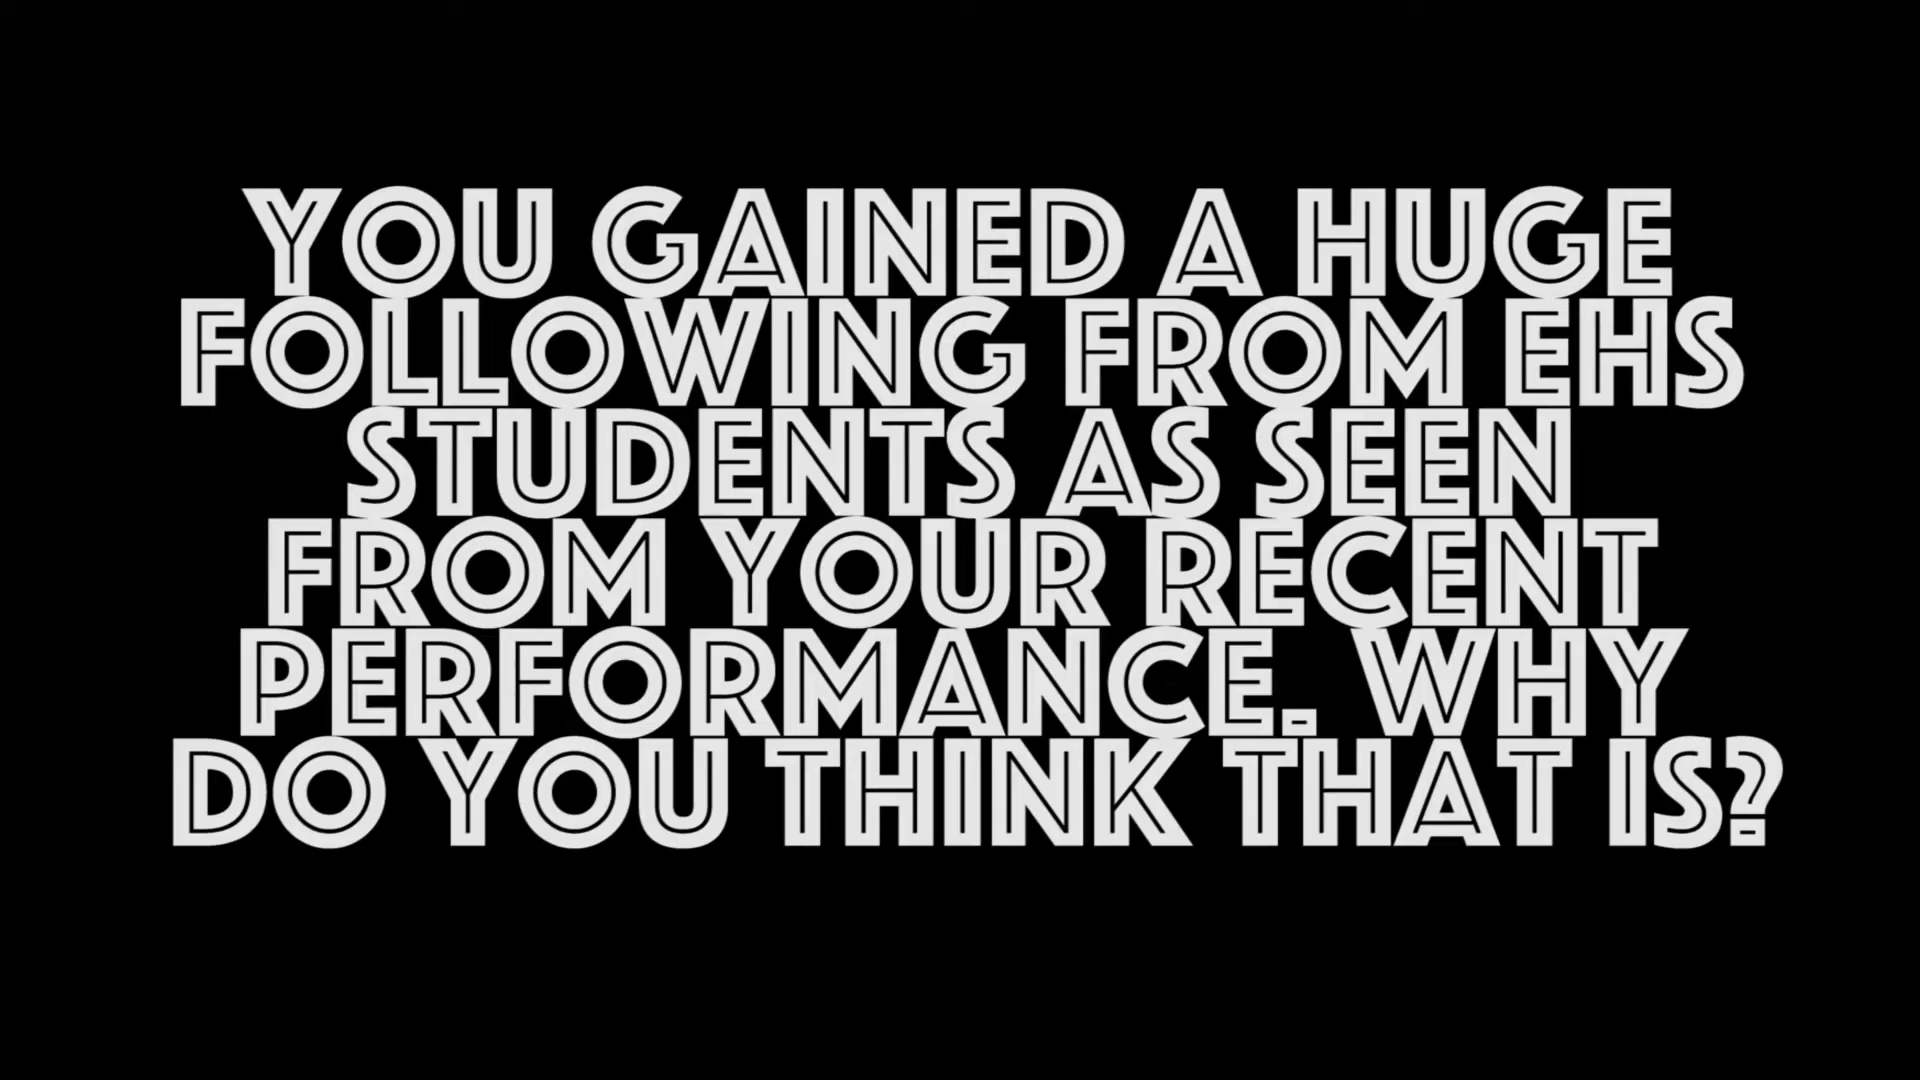 YOU GAINED A HUGE
FOLLOWING FROM EHS
STUDENTS AS SEEN
FROM YOUR RECENT
PERFORMANCE. WHY
DO YOU THINK THAT IS?